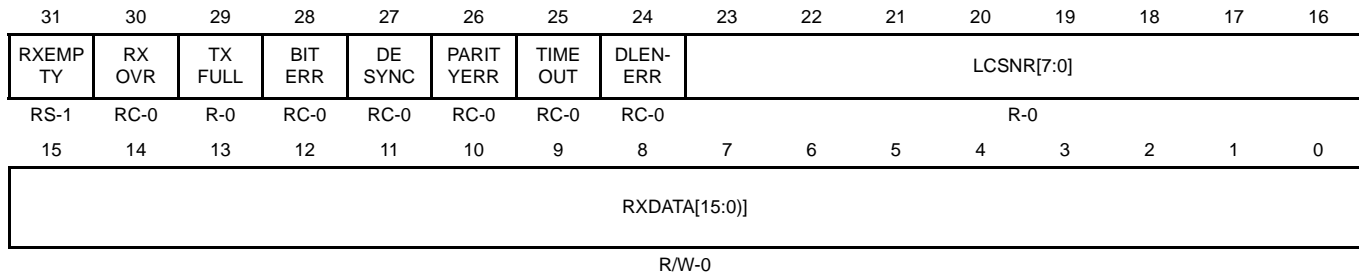 31 30 29 28 27 26 25 24 23 22 21 20 19 18 17 16
RXEMP RX TX BIT DE PARIT TIME DLEN-
TY OVR FULL ERR SYNC YERR OUT ERR LCSNR[7:0]
RS-1 RC-0 R-0 RC-0 RC-0 RC-0 RC-0 RC-0 R-0
15 14 13 12 11 10 9 8 7 6 5 4 3 2 1 0
RXDATA[15:0)]
R/W-0